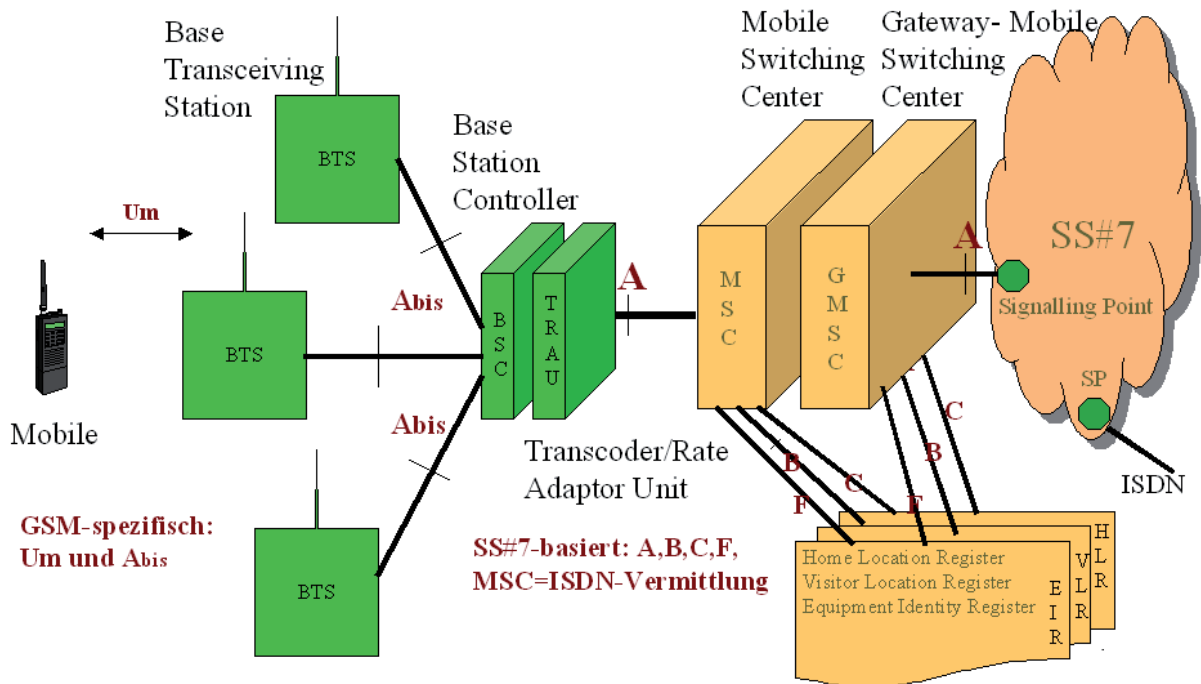 Base
Transceiving
Station
Mobile
Switching
Center
Gateway- Mobile
Switching
Center
BTS
Base
Station
Controller
Um
BTS
Abis
BSC
TRAU
A
MSC
GMSC
A
SS#7
Signalling Point
SP
ISDN
Mobile
Abis
BTS
Transcoder/Rate
Adaptor Unit
GSM-spezifisch:
Um und Abis
SS#7-basiert: A,B,C,F,
MSC=ISDN-Vermittlung
B
C
F
C
B
F
Home Location Register
Visitor Location Register
Equipment Identity Register
EIR
VLR
HLR